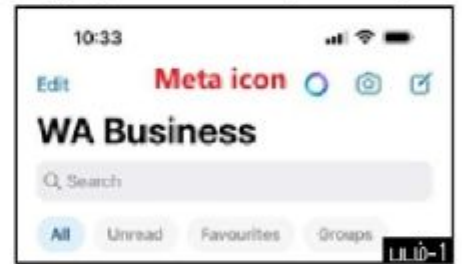 10:33
Edit Meta icon
WA Business
Search
All Unread Favourites Groups
படம்-1